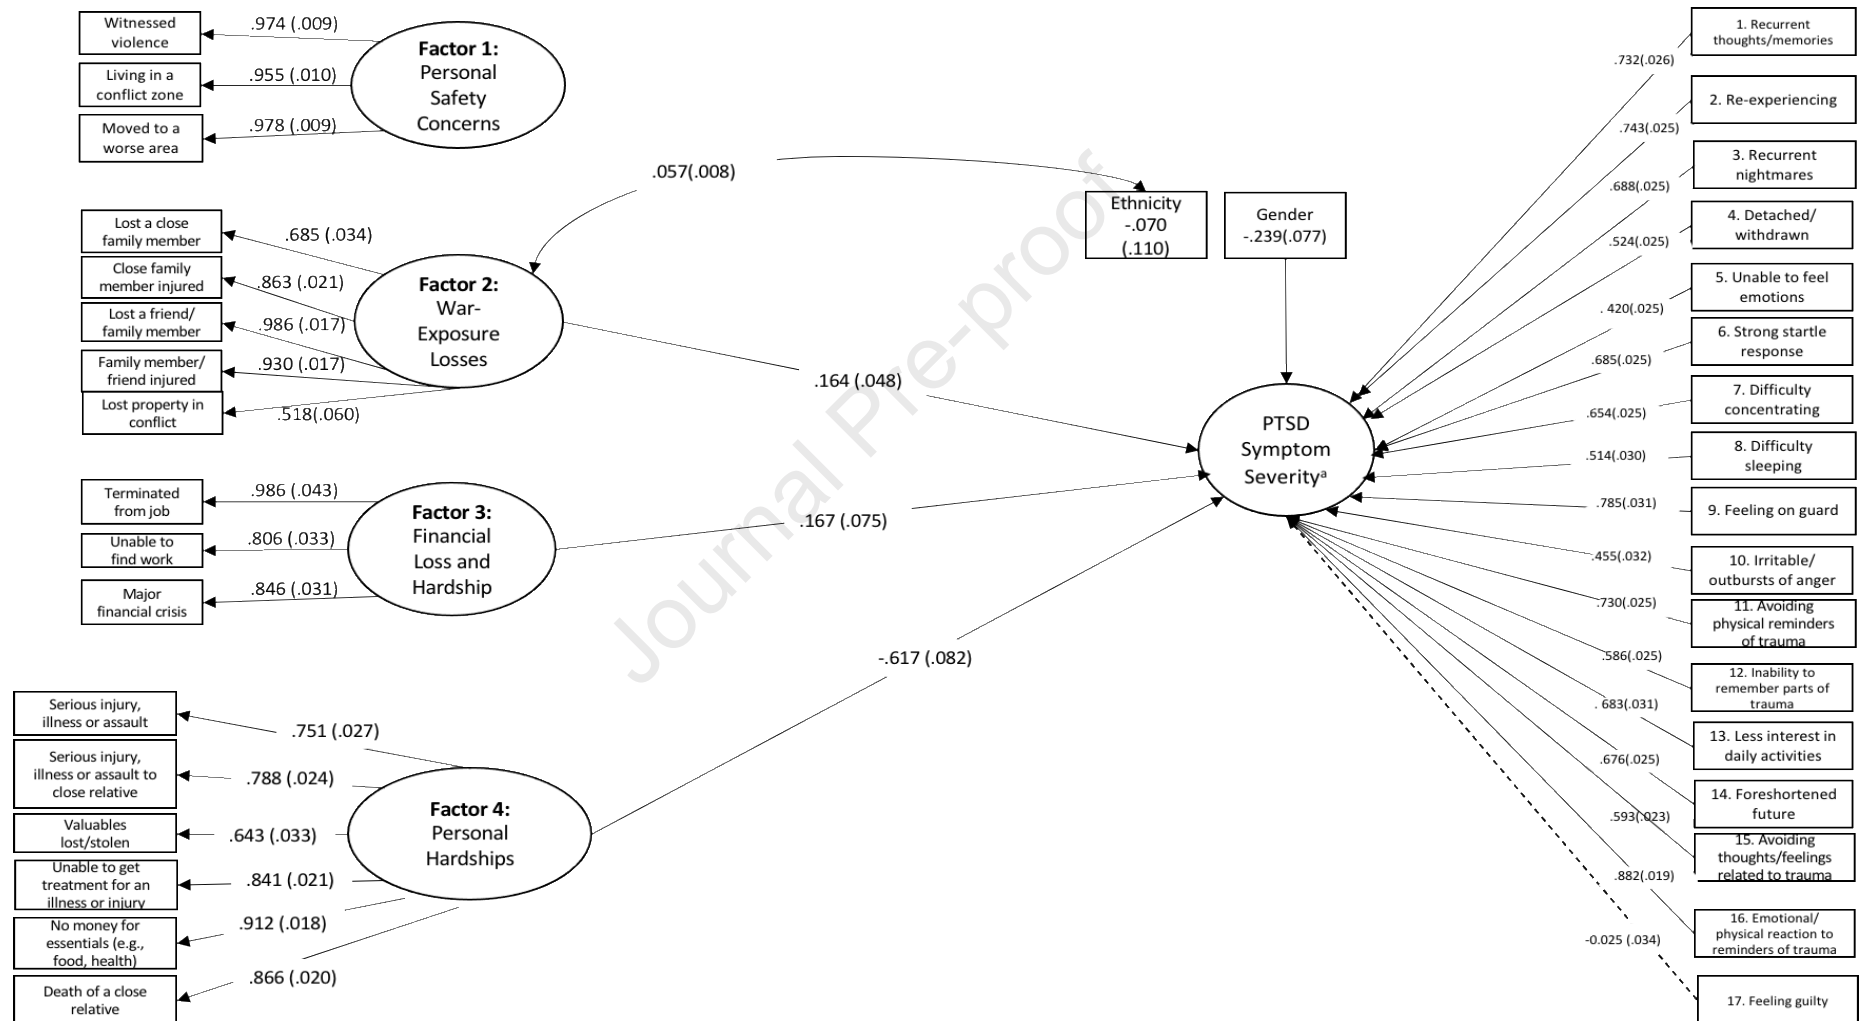 Witnessed
violence
.974 (.009)
Living in a
conflict zone
.955 (.010)
Moved to a
worse area
.978 (.009)
Factor 1:
Personal
Safety
Concerns
.057(.008)
Lost a close
family member
.685 (.034)
Close family
member injured
.863 (.021)
Lost a friend/
family member
.986 (.017)
Family member/
friend injured
.930 (.017)
Lost property in
conflict
.518(.060)
Factor 2:
War-
Exposure
Losses
.164 (.048)
Terminated
from job
.986 (.043)
Unable to
find work
.806 (.033)
Major
financial crisis
.846 (.031)
Factor 3:
Financial
Loss and
Hardship
.167 (.075)
Serious injury,
illness or assault
.751 (.027)
Serious injury,
illness or assault to
close relative
.788 (.024)
Valuables
lost/stolen
.643 (.033)
Unable to get
treatment for an
illness or injury
.841 (.021)
No money for
essentials (e.g.,
food, health)
.912 (.018)
Death of a close
relative
.866 (.020)
Factor 4:
Personal
Hardships
-.617 (.082)
Ethnicity
-.070
(.110)
Gender
-.239(.077)
PTSD
Symptom
Severityᵃ
1. Recurrent
thoughts/memories
.732(.026)
2. Re-experiencing
.743(.025)
3. Recurrent
nightmares
.688(.025)
4. Detached/
withdrawn
.524(.025)
5. Unable to feel
emotions
. 420(.025)
6. Strong startle
response
.685(.025)
7. Difficulty
concentrating
.654(.025)
8. Difficulty
sleeping
.514(.030)
9. Feeling on guard
.785(.031)
10. Irritable/
outbursts of anger
.455(.032)
11. Avoiding
physical reminders
of trauma
.730(.025)
12. Inability to
remember parts of
trauma
.586(.025)
13. Less interest in
daily activities
. 683(.031)
14. Foreshortened
future
.676(.025)
15. Avoiding
thoughts/feelings
related to trauma
.593(.023)
16. Emotional/
physical reaction to
reminders of trauma
.882(.019)
17. Feeling guilty
-0.025 (.034)
Journal Pre-proof